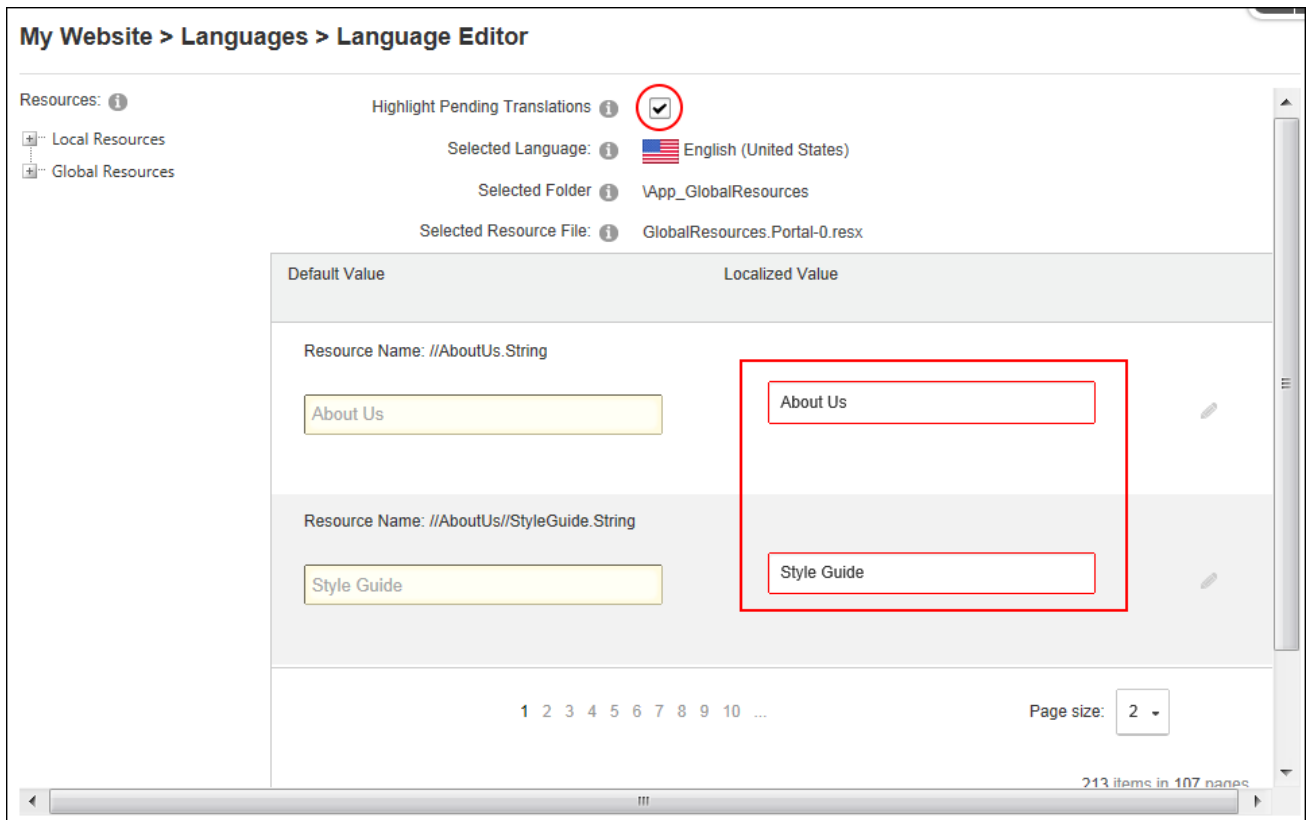 My Website > Languages > Language Editor
Resources:
Local Resources
Global Resources
Highlight Pending Translations
Selected Language: English (United States)
Selected Folder \App_GlobalResources
Selected Resource File: GlobalResources.Portal-0.resx
Default Value Localized Value
Resource Name: //AboutUs.String
About Us About Us
Resource Name: //AboutUs//StyleGuide.String
Style Guide Style Guide
1 2 3 4 5 6 7 8 9 10 ... Page size: 2
213 items in 107 pages